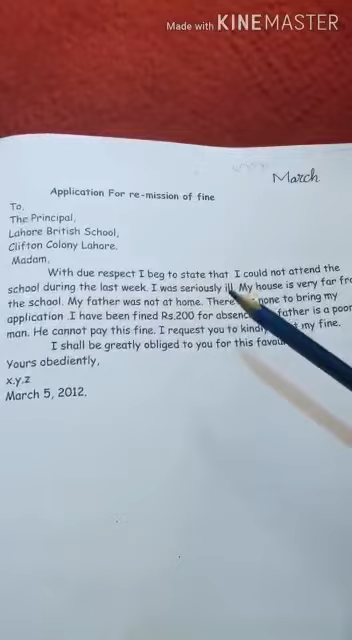 Made with KINEMASTER
March
Application For re-mission of fine
To,
The Principal,
Lahore British School,
Clifton Colony Lahore.
Madam,
With due respect I beg to state that I could not attend the
school during the last week. I was seriously ill. My house is very far
the school. My father was not at home. There none to bring my
application .I have been fined Rs.200 for father is a poor
man. He cannot pay this fine. I request you to my fine.
I shall be greatly obliged to you for this
Yours obediently,
x.y.z
March 5, 2012.